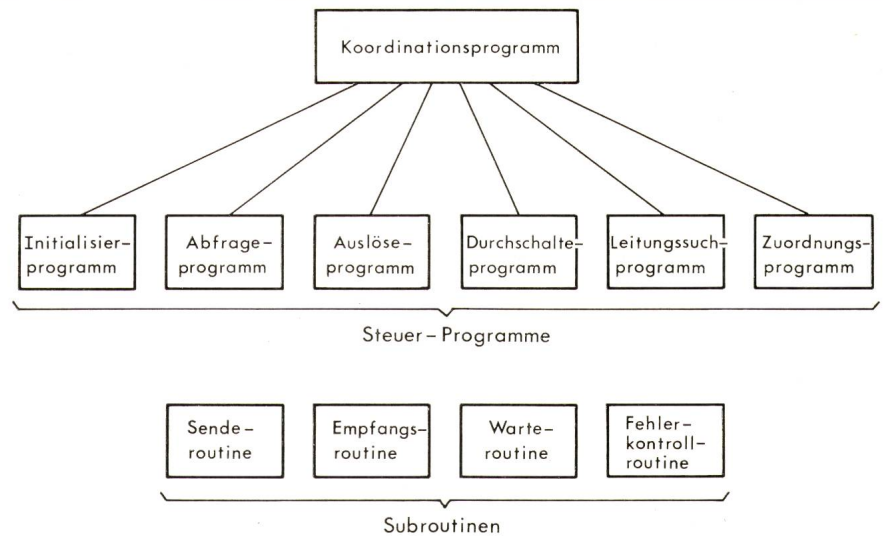 Koordinationsprogramm
Initialisier-
programm
Abfrage-
programm
Auslöse-
programm
Durchschalte-
programm
Leitungssuch-
programm
Zuordnungs-
programm
Steuer-Programme
Sende-
routine
Empfangs-
routine
Warte-
routine
Fehler-
kontroll-
routine
Subroutinen